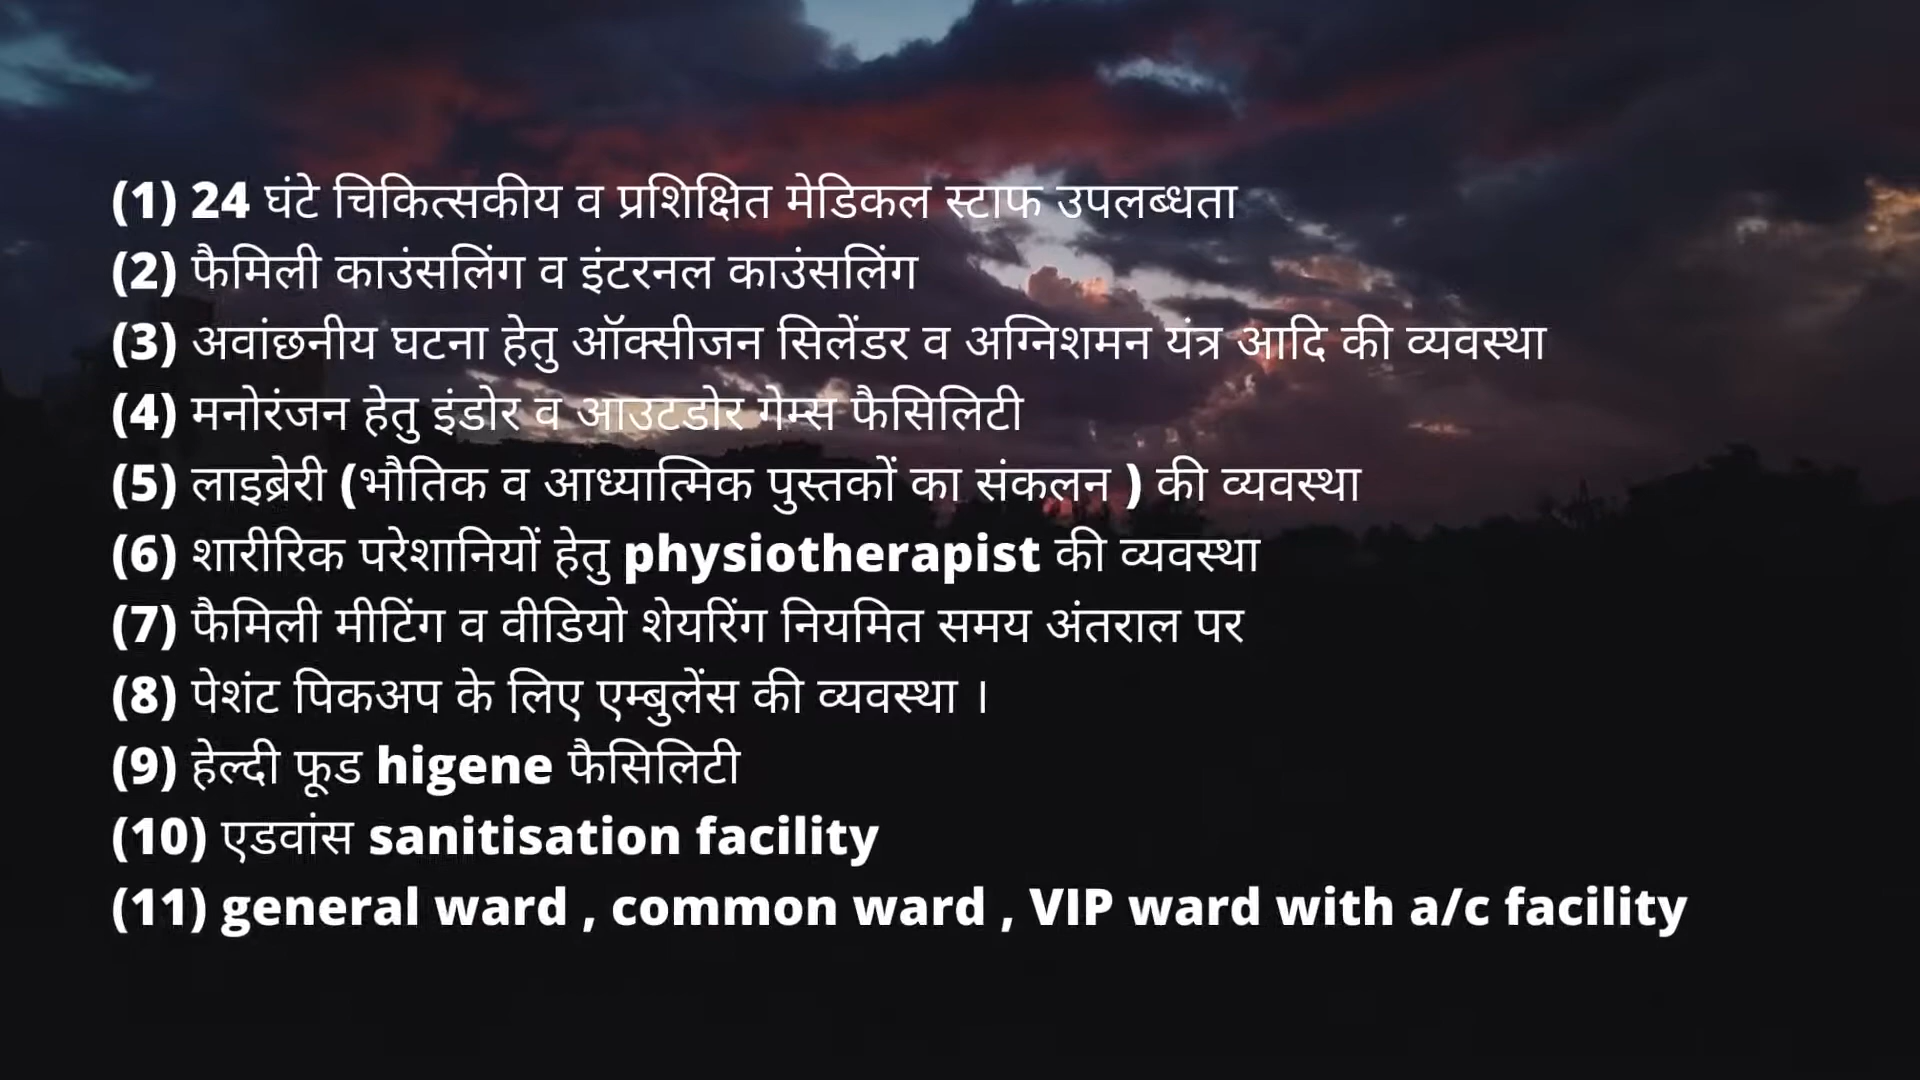 (1) 24 घंटे चिकित्सकीय व प्रशिक्षित मेडिकल स्टाफ उपलब्धता
(2) फैमिली काउंसलिंग व इंटरनल काउंसलिंग
(3) अवांछनीय घटना हेतु ऑक्सीजन सिलेंडर व अग्निशमन यंत्र आदि की व्यवस्था
(4) मनोरंजन हेतु इंडोर व आउटडोर गेम्स फैसिलिटी
(5) लाइब्रेरी (भौतिक व आध्यात्मिक पुस्तकों का संकलन ) की व्यवस्था
(6) शारीरिक परेशानियों हेतु physiotherapist की व्यवस्था
(7) फैमिली मीटिंग व वीडियो शेयरिंग नियमित समय अंतराल पर
(8) पेशंट पिकअप के लिए एम्बुलेंस की व्यवस्था ।
(9) हेल्दी फूड higene फैसिलिटी
(10) एडवांस sanitisation facility
(11) general ward , common ward , VIP ward with a/c facility